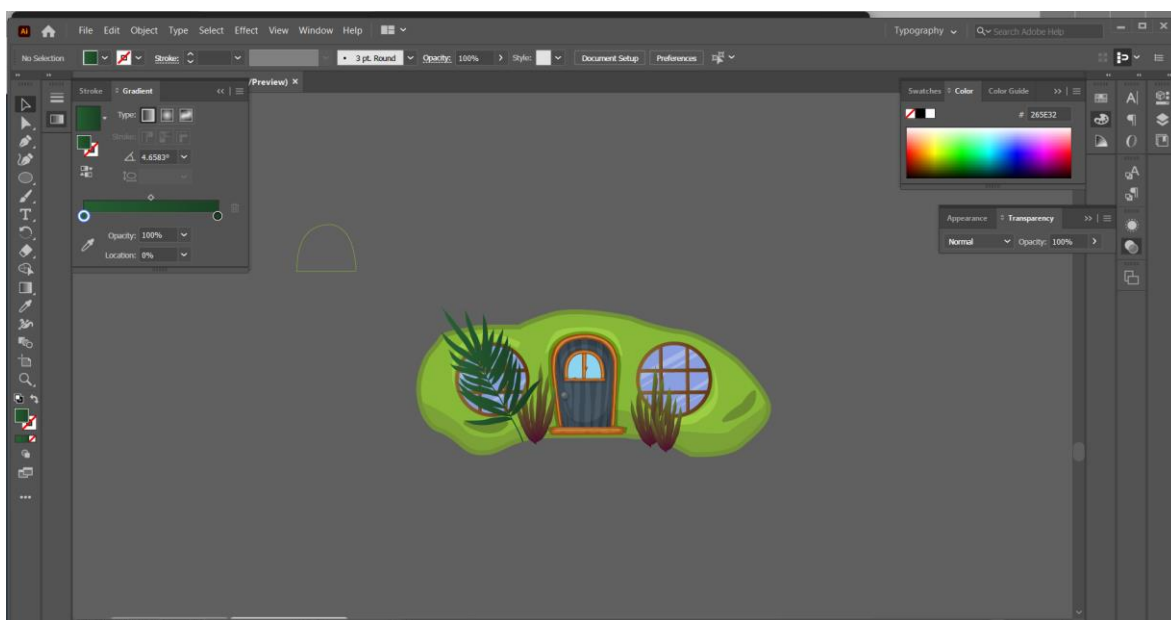 Ai File Edit Object Type Select Effect View Window Help Typography Search Adobe Help
No Selection Stroke: 3 pt. Round Opacity: 100% Style: Document Setup Preferences
/Preview) ×
Stroke Gradient
Type:
Stroke:
4.6583°
Opacity: 100%
Location: 0%
Swatches Color Color Guide
# 265E32
Appearance Transparency
Normal Opacity: 100%